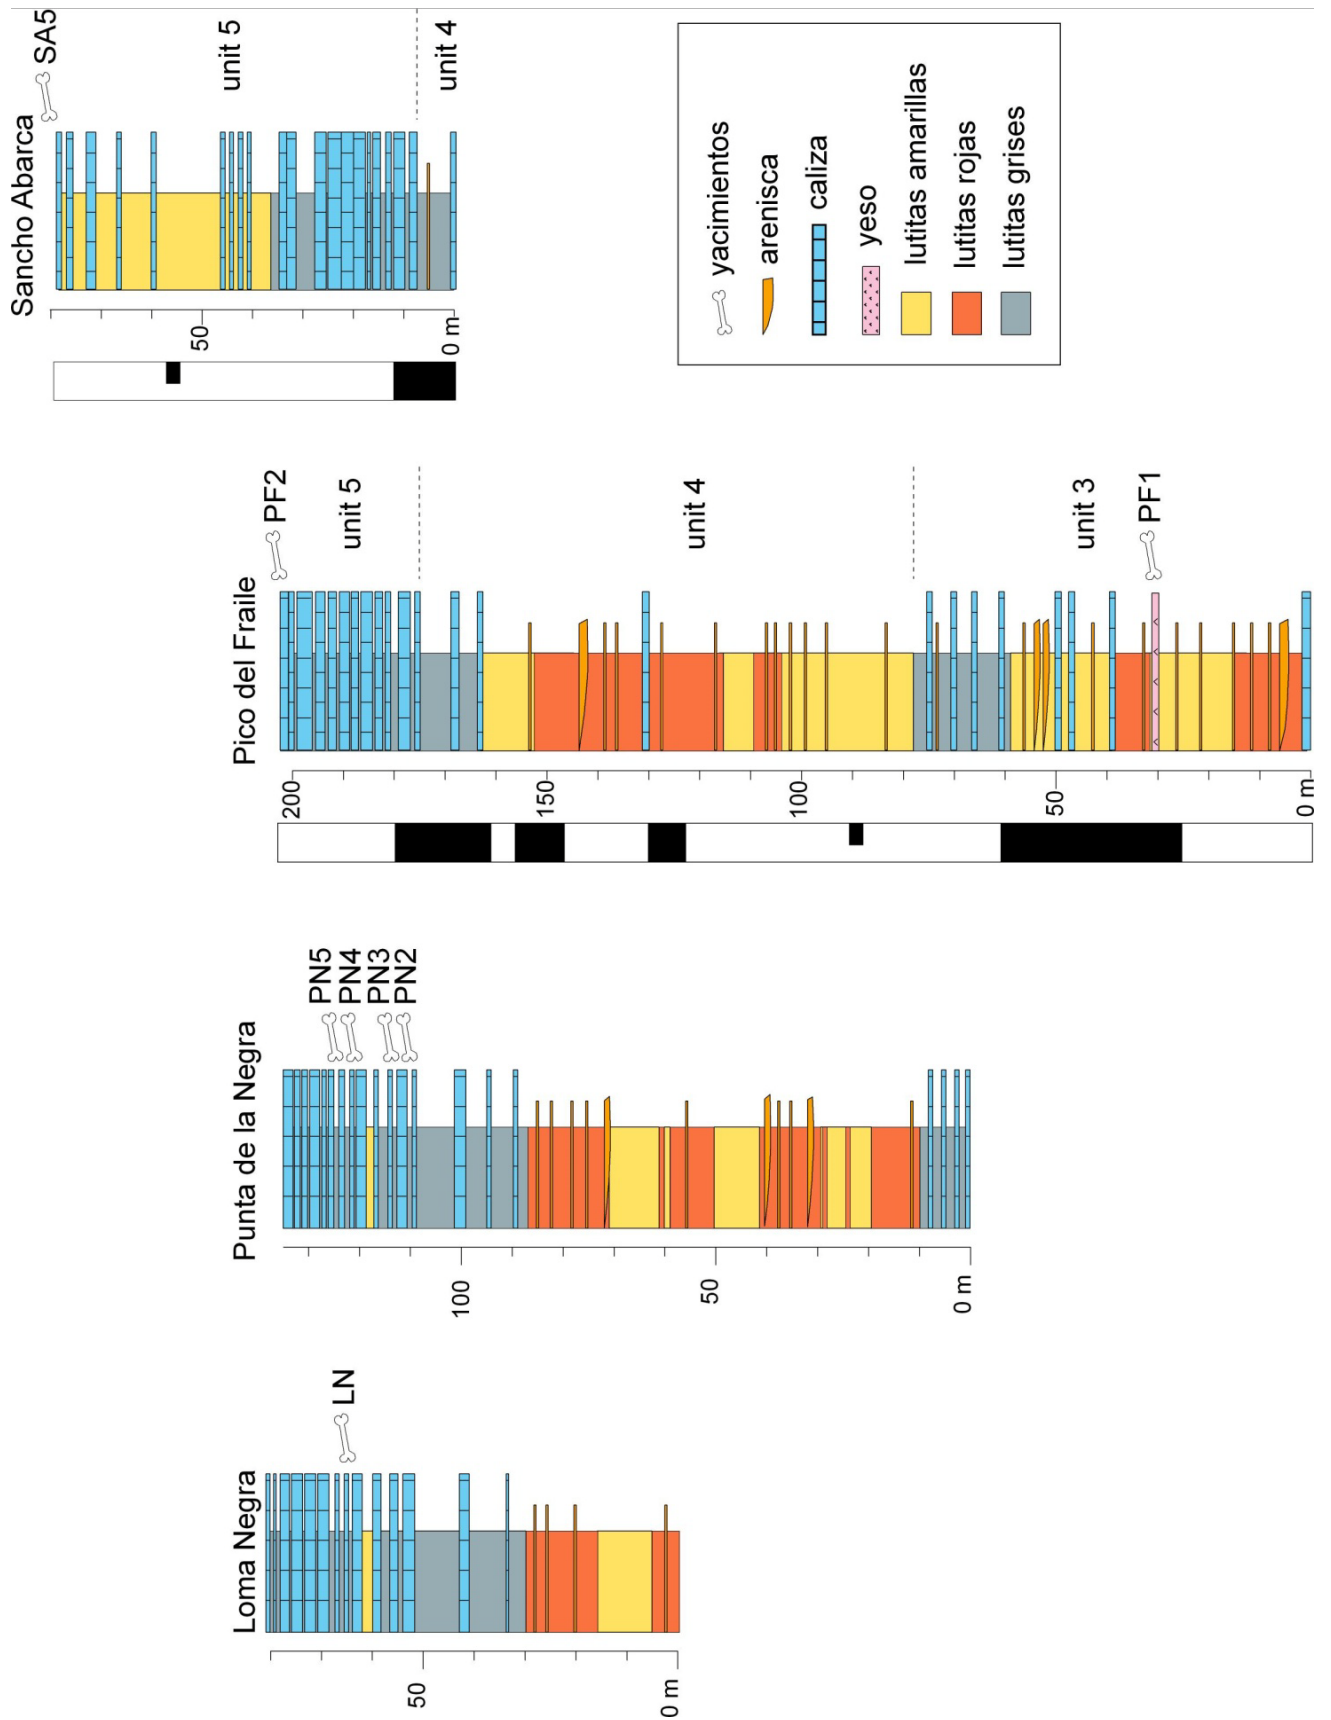 Loma Negra
LN
50
0 m
Punta de la Negra
PN5
PN4
PN3
PN2
100
50
0 m
Pico del Fraile
PF2
unit 5
unit 4
unit 3
PF1
200
150
100
50
0 m
Sancho Abarca
SA5
unit 5
unit 4
50
0 m
yacimientos
arenisca
caliza
yeso
lutitas amarillas
lutitas rojas
lutitas grises